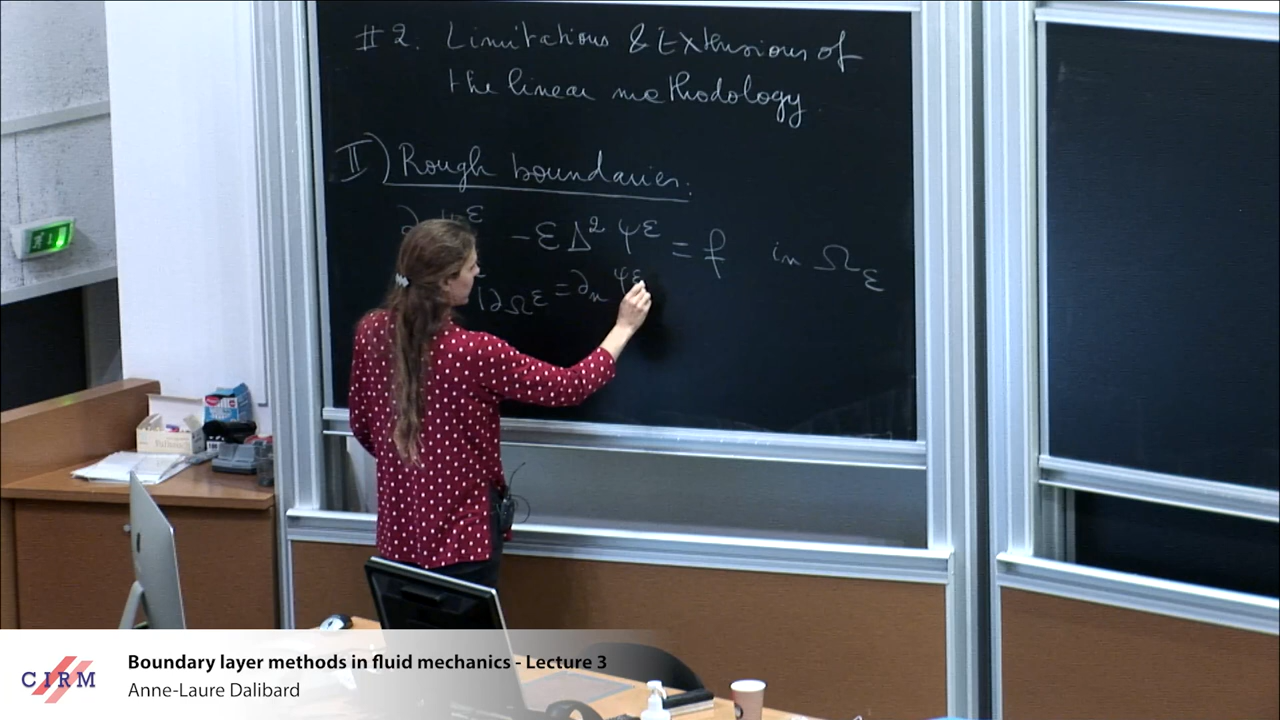 #2. Limitations & Extensions of
the linear methodology.
II) Rough boundaries:
∂ ψ^ε - ε Δ² ψ^ε = f in Ω_ε
|∂Ω^ε = ∂_n ψ^ε
CIRM
Boundary layer methods in fluid mechanics - Lecture 3
Anne-Laure Dalibard